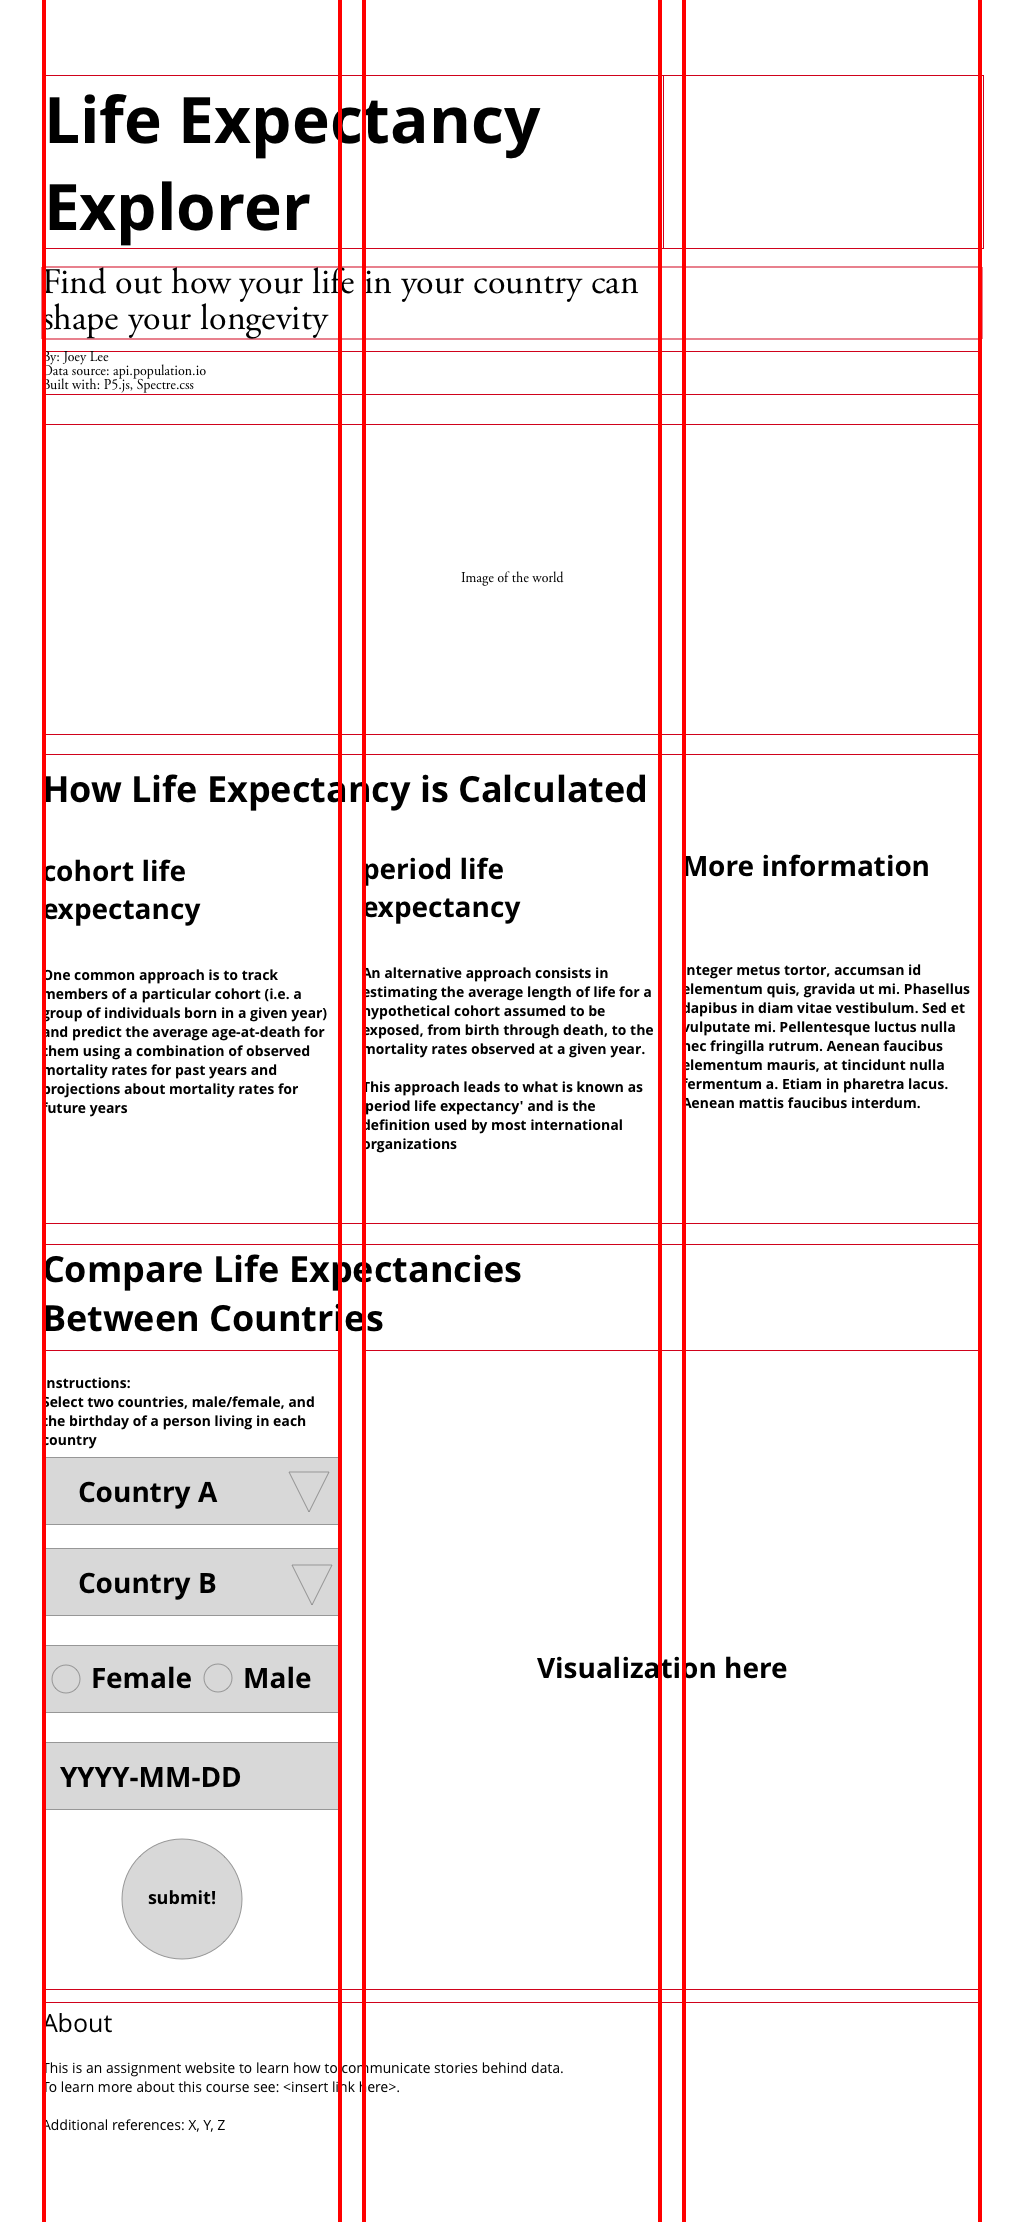 Life Expectancy
Explorer
Find out how your life in your country can
shape your longevity
By: Joey Lee
Data source: api.population.io
Built with: P5.js, Spectre.css
Image of the world
How Life Expectancy is Calculated
cohort life
expectancy
One common approach is to track
members of a particular cohort (i.e. a
group of individuals born in a given year)
and predict the average age-at-death for
them using a combination of observed
mortality rates for past years and
projections about mortality rates for
future years
period life
expectancy
An alternative approach consists in
estimating the average length of life for a
hypothetical cohort assumed to be
exposed, from birth through death, to the
mortality rates observed at a given year.
This approach leads to what is known as
'period life expectancy' and is the
definition used by most international
organizations
More information
Integer metus tortor, accumsan id
elementum quis, gravida ut mi. Phasellus
dapibus in diam vitae vestibulum. Sed et
vulputate mi. Pellentesque luctus nulla
nec fringilla rutrum. Aenean faucibus
elementum mauris, at tincidunt nulla
fermentum a. Etiam in pharetra lacus.
Aenean mattis faucibus interdum.
Compare Life Expectancies
Between Countries
Instructions:
Select two countries, male/female, and
the birthday of a person living in each
country
Country A
Country B
Female Male
YYYY-MM-DD
submit!
Visualization here
About
This is an assignment website to learn how to communicate stories behind data.
To learn more about this course see: <insert link here>.
Additional references: X, Y, Z